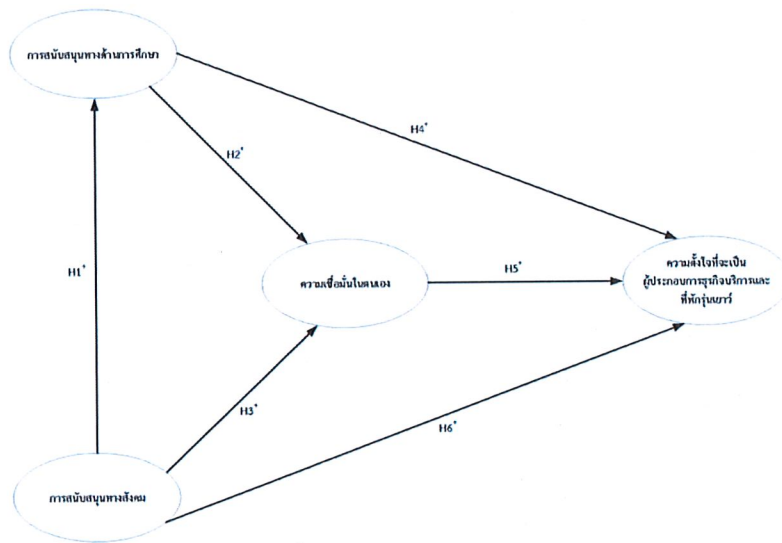 การสนับสนุนทางด้านการศึกษา
H4*
H2*
H1*
ความเชื่อมั่นในตนเอง
H5*
ความตั้งใจที่จะเป็น
ผู้ประกอบการธุรกิจบริการและ
ที่พักรุ่นเยาว์
H3*
H6*
การสนับสนุนทางสังคม